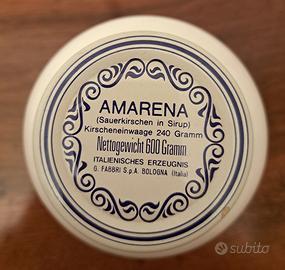 AMARENA
(Sauerkirschen in Sirup)
Kirscheneinwaage 240 Gramm
Nettogewicht 600 Gramm
ITALIENISCHES ERZEUGNIS
G. FABBRI S.p.A. BOLOGNA (Italia)
subito